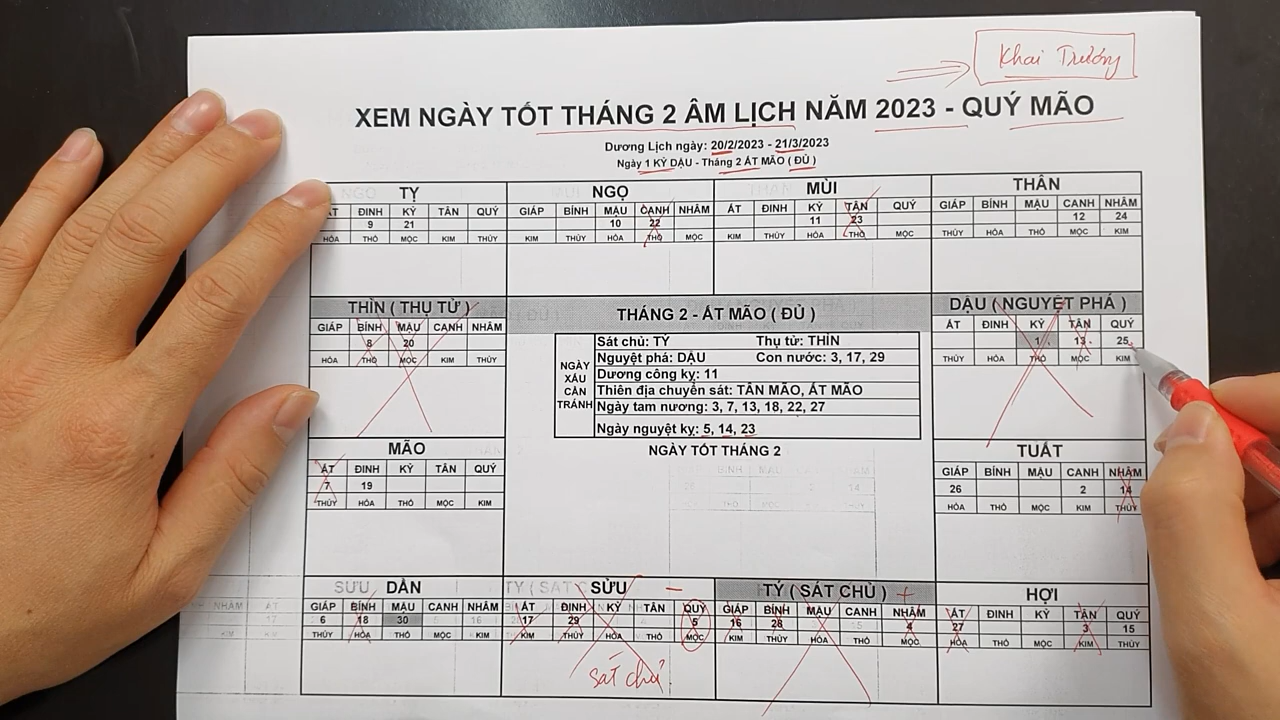 Khai Trương
XEM NGÀY TỐT THÁNG 2 ÂM LỊCH NĂM 2023 - QUÝ MÃO
Dương Lịch ngày: 20/2/2023 - 21/3/2023
Ngày 1 KỶ DẬU - Tháng 2 ẤT MÃO ( ĐỦ )
TỴ NGỌ MÙI THÂN
ẤT ĐINH KỶ TÂN QUÝ GIÁP BÍNH MẬU CANH NHÂM ẤT ĐINH KỶ TÂN QUÝ GIÁP BÍNH MẬU CANH NHÂM
9 21 10 22 11 23 12 24
HỎA THỔ MỘC KIM THỦY KIM THỦY HỎA THỔ MỘC KIM THỦY HỎA THỔ MỘC THỦY HỎA THỔ MỘC KIM
THÌN ( THỤ TỬ ) THÁNG 2 - ẤT MÃO ( ĐỦ ) DẬU ( NGUYỆT PHÁ )
GIÁP BÍNH MẬU CANH NHÂM ẤT ĐINH KỶ TÂN QUÝ
8 20 1 13 25
HỎA THỔ MỘC KIM THỦY THỦY HỎA THỔ MỘC KIM
NGÀY XẤU CẦN TRÁNH
Sát chủ: TÝ Thụ tử: THÌN
Nguyệt phá: DẬU Con nước: 3, 17, 29
Dương công kỵ: 11
Thiên địa chuyển sát: TÂN MÃO, ẤT MÃO
Ngày tam nương: 3, 7, 13, 18, 22, 27
Ngày nguyệt kỵ: 5, 14, 23
MÃO NGÀY TỐT THÁNG 2 TUẤT
ẤT ĐINH KỶ TÂN QUÝ GIÁP BÍNH MẬU CANH NHÂM
7 19 26 2 14
THỦY HỎA THỔ MỘC KIM HỎA THỔ MỘC KIM THỦY
DẦN SỬU TÝ ( SÁT CHỦ ) HỢI
GIÁP BÍNH MẬU CANH NHÂM ẤT ĐINH KỶ TÂN QUÝ GIÁP BÍNH MẬU CANH NHÂM ẤT ĐINH KỶ TÂN QUÝ
6 18 30 17 29 5 16 28 4 27 3 15
THỦY HỎA THỔ MỘC KIM KIM THỦY HỎA THỔ MỘC KIM THỦY HỎA THỔ MỘC HỎA THỔ MỘC KIM THỦY
sát chủ